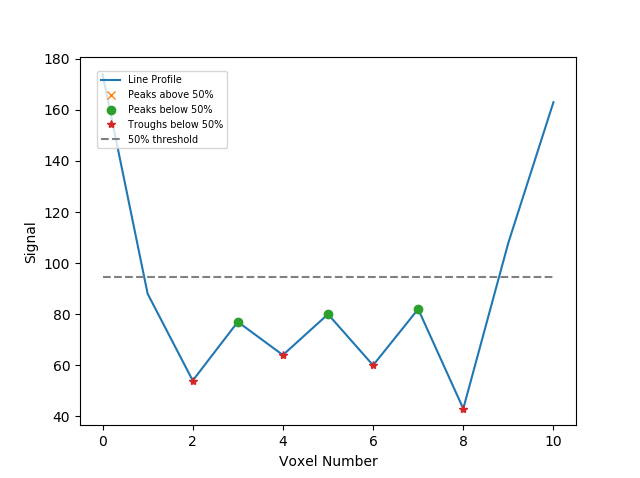 180
160
140
120
100
80
60
40
Signal
Line Profile
Peaks above 50%
Peaks below 50%
Troughs below 50%
50% threshold
0 2 4 6 8 10
Voxel Number